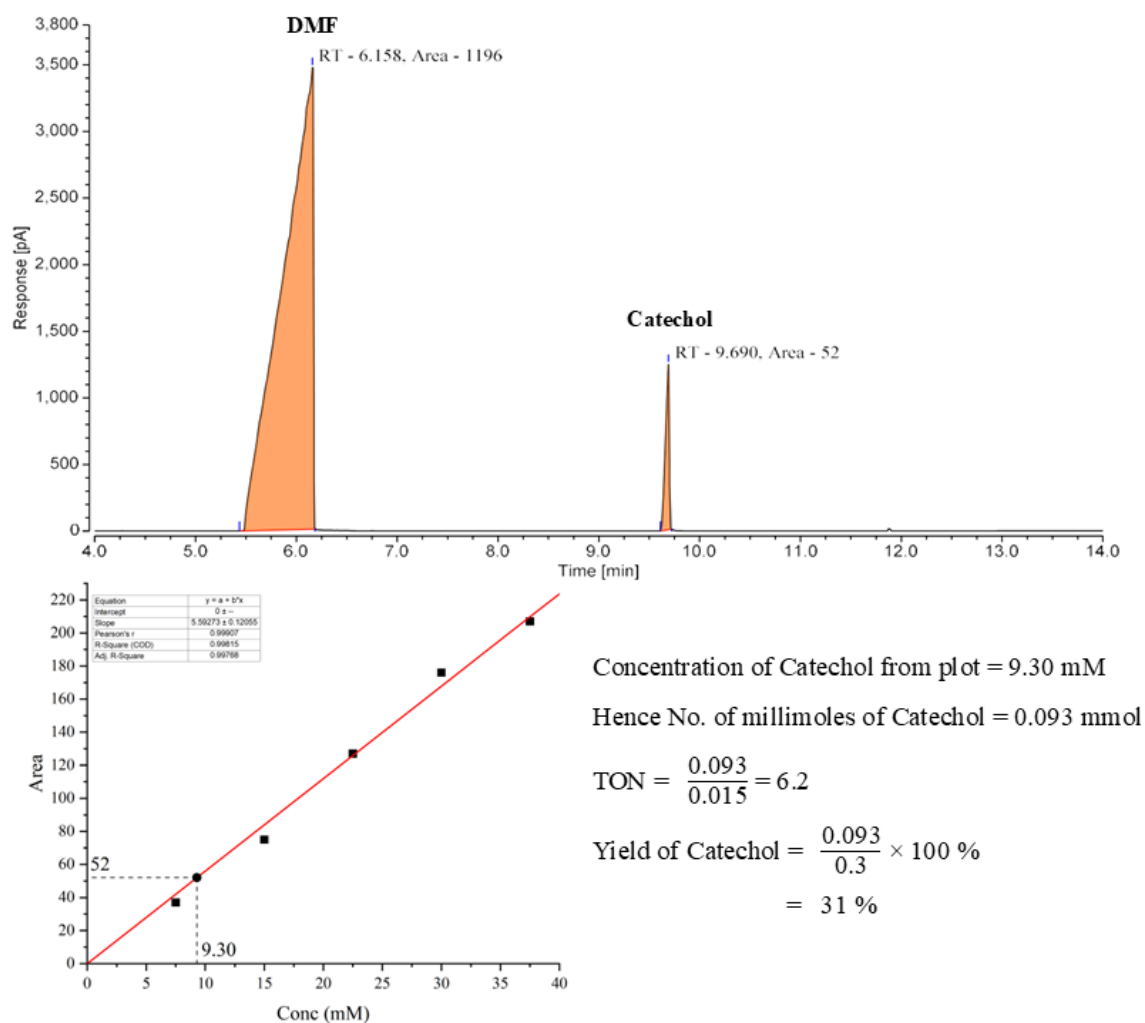 DMF
RT - 6.158, Area - 1196
Catechol
RT - 9.690, Area - 52
Response [pA]
3,800
3,500
3,000
2,500
2,000
1,500
1,000
500
0
4.0 5.0 6.0 7.0 8.0 9.0 10.0 11.0 12.0 13.0 14.0
Time [min]
Equation y = a + b*x
Intercept 0 ± --
Slope 5.59273 ± 0.12055
Pearson's r 0.99907
R-Square (COD) 0.99815
Adj. R-Square 0.99768
Area
220
200
180
160
140
120
100
80
60
40
20
0
52
9.30
0 5 10 15 20 25 30 35 40
Conc (mM)
Concentration of Catechol from plot = 9.30 mM
Hence No. of millimoles of Catechol = 0.093 mmol
TON = 0.093/0.015 = 6.2
Yield of Catechol = 0.093/0.3 × 100 %
= 31 %